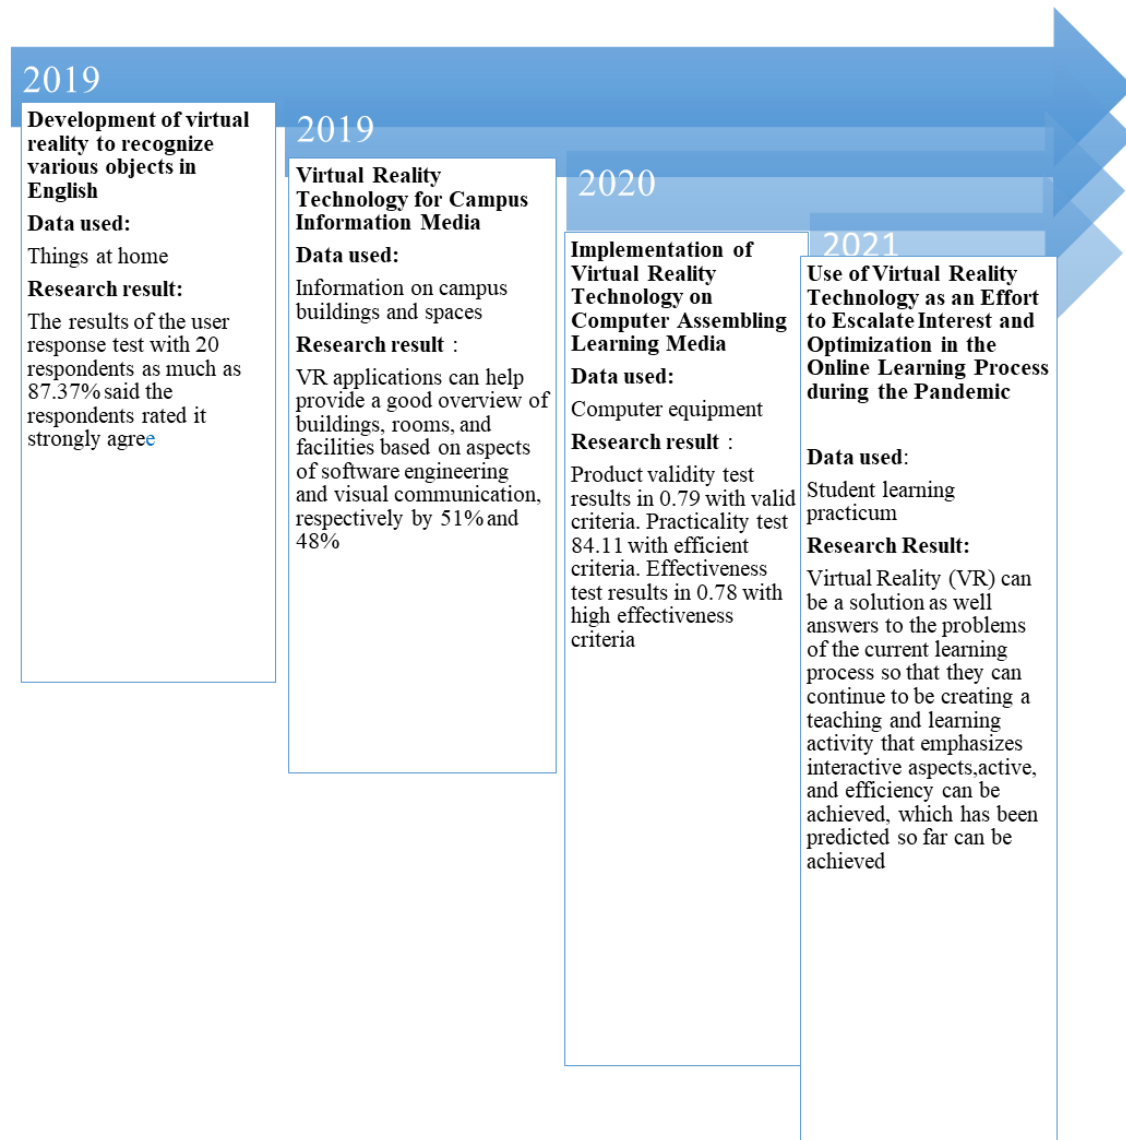 2019
Development of virtual
reality to recognize
various objects in
English
Data used:
Things at home
Research result:
The results of the user
response test with 20
respondents as much as
87.37% said the
respondents rated it
strongly agree
2019
Virtual Reality
Technology for Campus
Information Media
Data used:
Information on campus
buildings and spaces
Research result :
VR applications can help
provide a good overview of
buildings, rooms, and
facilities based on aspects
of software engineering
and visual communication,
respectively by 51% and
48%
2020
Implementation of
Virtual Reality
Technology on
Computer Assembling
Learning Media
Data used:
Computer equipment
Research result :
Product validity test
results in 0.79 with valid
criteria. Practicality test
84.11 with efficient
criteria. Effectiveness
test results in 0.78 with
high effectiveness
criteria
2021
Use of Virtual Reality
Technology as an Effort
to Escalate Interest and
Optimization in the
Online Learning Process
during the Pandemic
Data used:
Student learning
practicum
Research Result:
Virtual Reality (VR) can
be a solution as well
answers to the problems
of the current learning
process so that they can
continue to be creating a
teaching and learning
activity that emphasizes
interactive aspects,active,
and efficiency can be
achieved, which has been
predicted so far can be
achieved